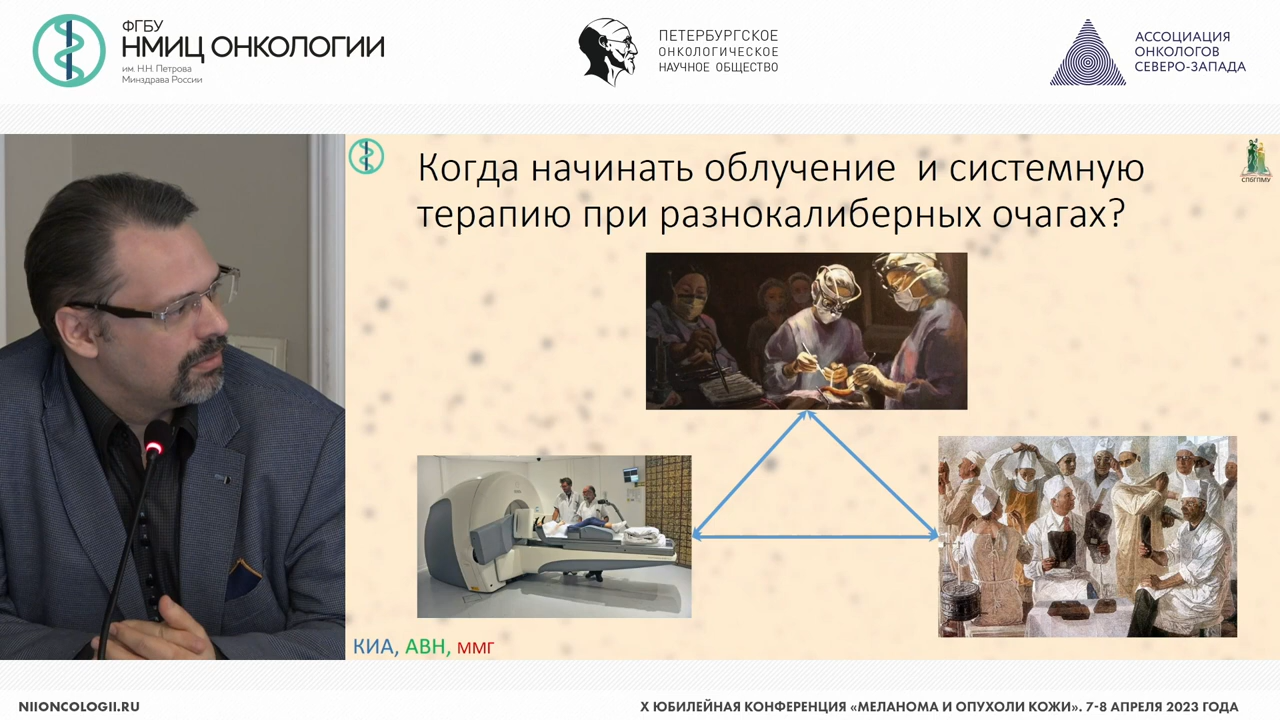 ФГБУ
НМИЦ ОНКОЛОГИИ
им. Н.Н. Петрова
Минздрава России
ПЕТЕРБУРГСКОЕ
ОНКОЛОГИЧЕСКОЕ
НАУЧНОЕ ОБЩЕСТВО
АССОЦИАЦИЯ
ОНКОЛОГОВ
СЕВЕРО-ЗАПАДА
Когда начинать облучение и системную
терапию при разнокалиберных очагах?
СПбГПМУ
КИА, АВН, ММГ
NIIONCOLOGII.RU
X ЮБИЛЕЙНАЯ КОНФЕРЕНЦИЯ «МЕЛАНОМА И ОПУХОЛИ КОЖИ». 7-8 АПРЕЛЯ 2023 ГОДА